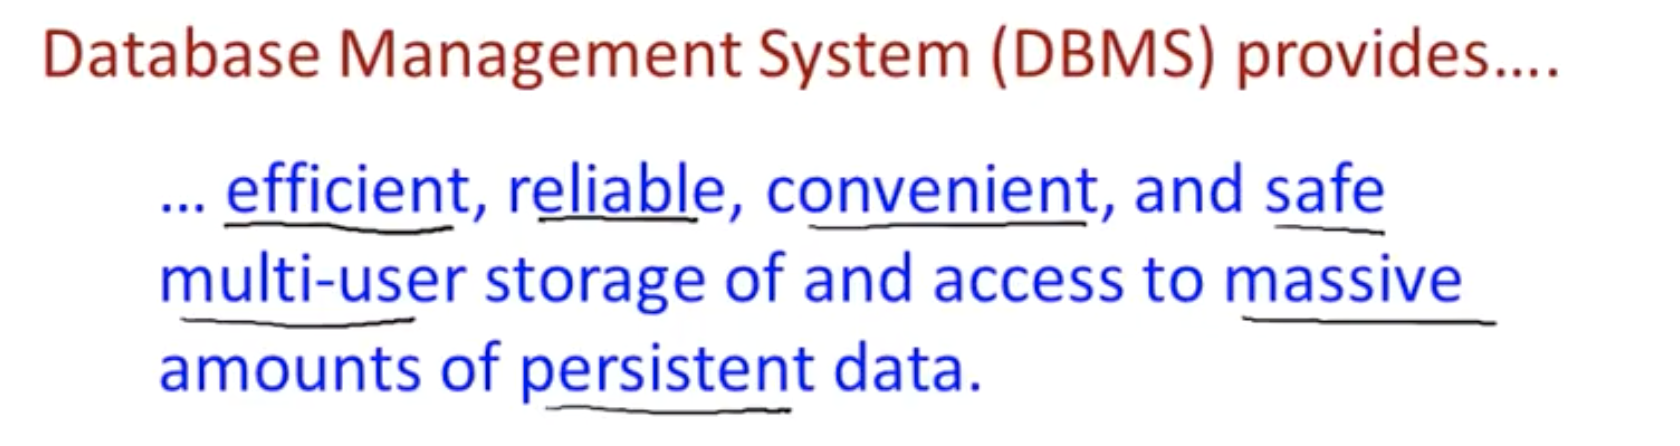 Database Management System (DBMS) provides....
... efficient, reliable, convenient, and safe
multi-user storage of and access to massive
amounts of persistent data.